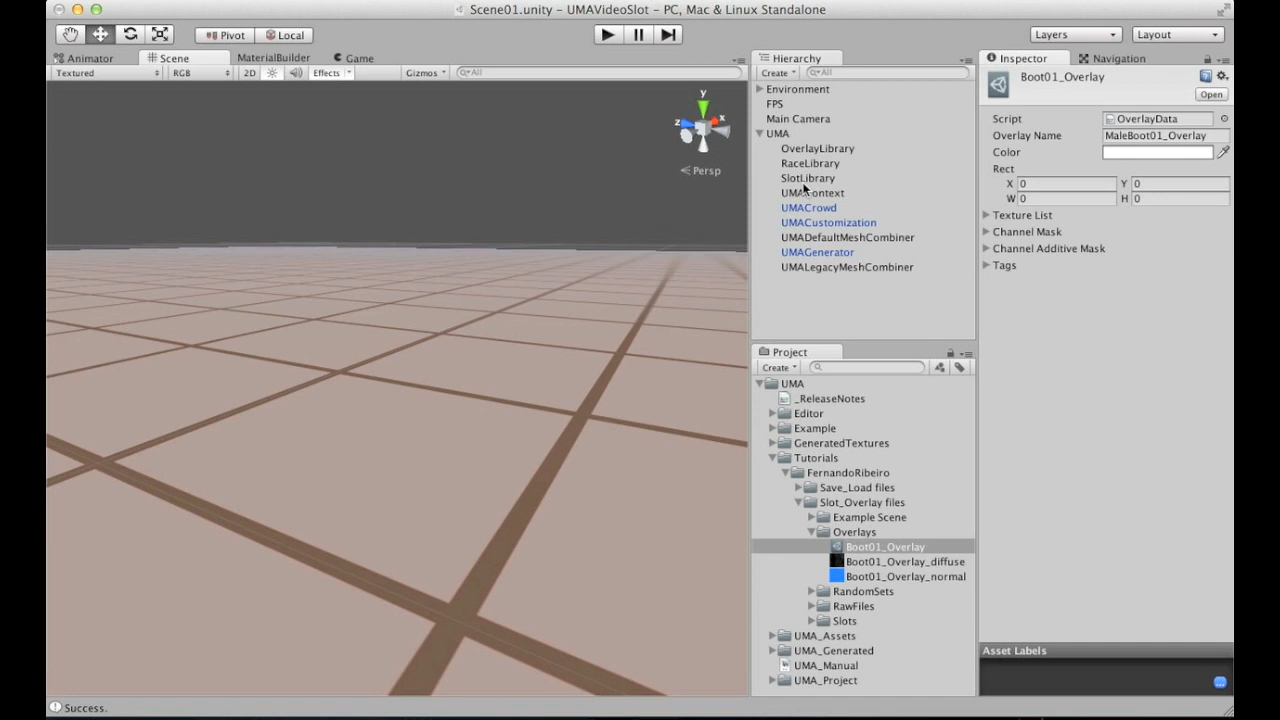 Scene01.unity - UMAVideoSlot - PC, Mac & Linux Standalone
Pivot Local Layers Layout
Animator Scene MaterialBuilder Game
Textured RGB 2D Effects Gizmos All
y
z x
Persp
Hierarchy
Create All
Environment
FPS
Main Camera
UMA
OverlayLibrary
RaceLibrary
SlotLibrary
UMAContext
UMACrowd
UMACustomization
UMADefaultMeshCombiner
UMAGenerator
UMALegacyMeshCombiner
Project
Create
UMA
_ReleaseNotes
Editor
Example
GeneratedTextures
Tutorials
FernandoRibeiro
Save_Load files
Slot_Overlay files
Example Scene
Overlays
Boot01_Overlay
Boot01_Overlay_diffuse
Boot01_Overlay_normal
RandomSets
RawFiles
Slots
UMA_Assets
UMA_Generated
UMA_Manual
UMA_Project
Inspector Navigation
Boot01_Overlay
Open
Script OverlayData
Overlay Name MaleBoot01_Overlay
Color
Rect
X 0 Y 0
W 0 H 0
Texture List
Channel Mask
Channel Additive Mask
Tags
Asset Labels
Success.